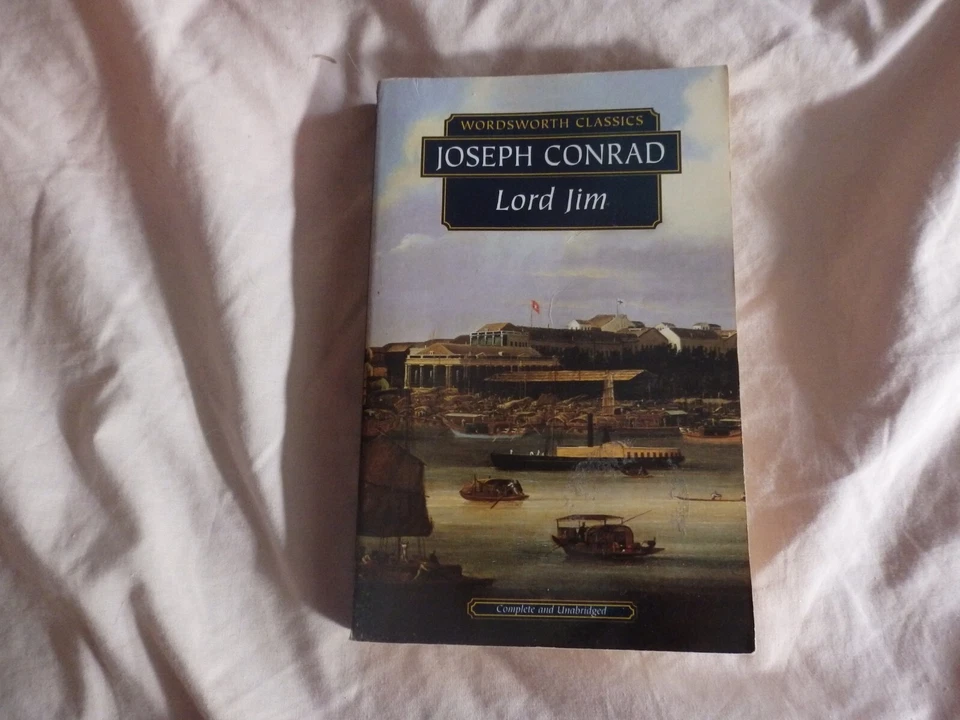 WORDSWORTH CLASSICS
JOSEPH CONRAD
Lord Jim
Complete and Unabridged